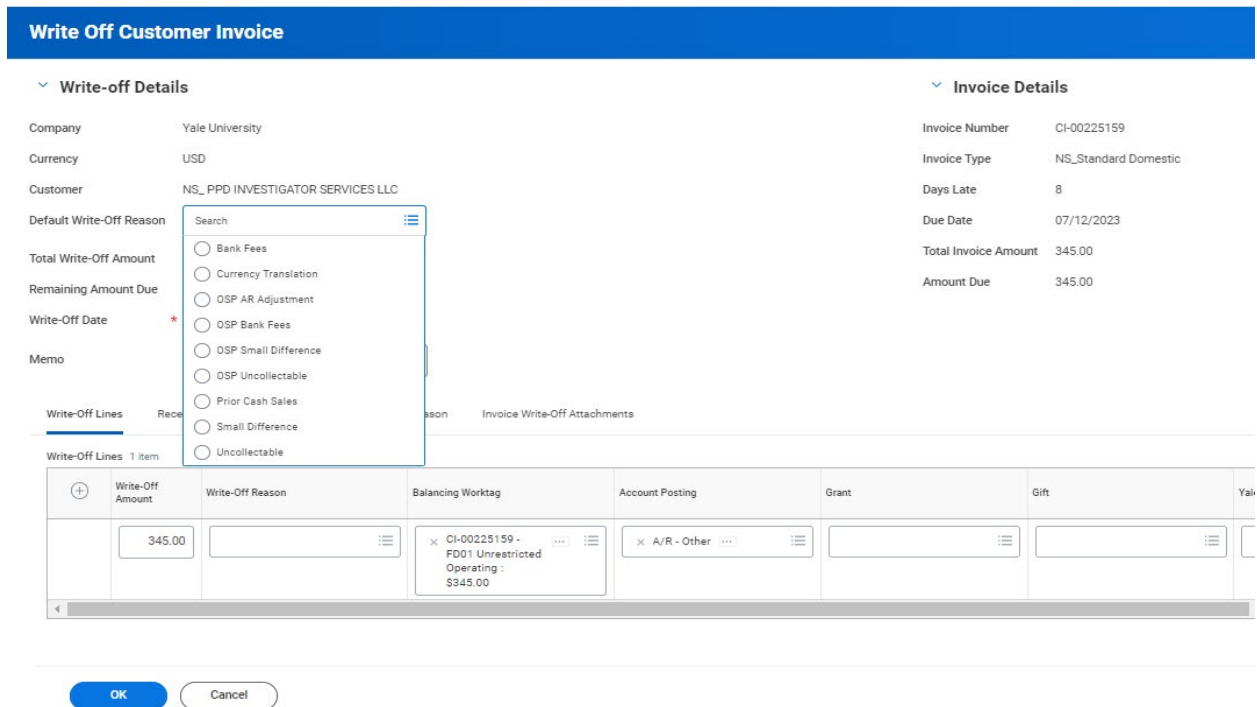 Write Off Customer Invoice
Write-off Details
Company Yale University
Currency USD
Customer NS_ PPD INVESTIGATOR SERVICES LLC
Default Write-Off Reason Search
Bank Fees
Currency Translation
OSP AR Adjustment
OSP Bank Fees
OSP Small Difference
OSP Uncollectable
Prior Cash Sales
Small Difference
Uncollectable
Total Write-Off Amount
Remaining Amount Due
Write-Off Date *
Memo
Invoice Details
Invoice Number CI-00225159
Invoice Type NS_Standard Domestic
Days Late 8
Due Date 07/12/2023
Total Invoice Amount 345.00
Amount Due 345.00
Write-Off Lines Rece ason Invoice Write-Off Attachments
Write-Off Lines 1 item
Write-Off Amount Write-Off Reason Balancing Worktag Account Posting Grant Gift Yal
345.00
CI-00225159 -
FD01 Unrestricted
Operating :
$345.00
A/R - Other
OK Cancel